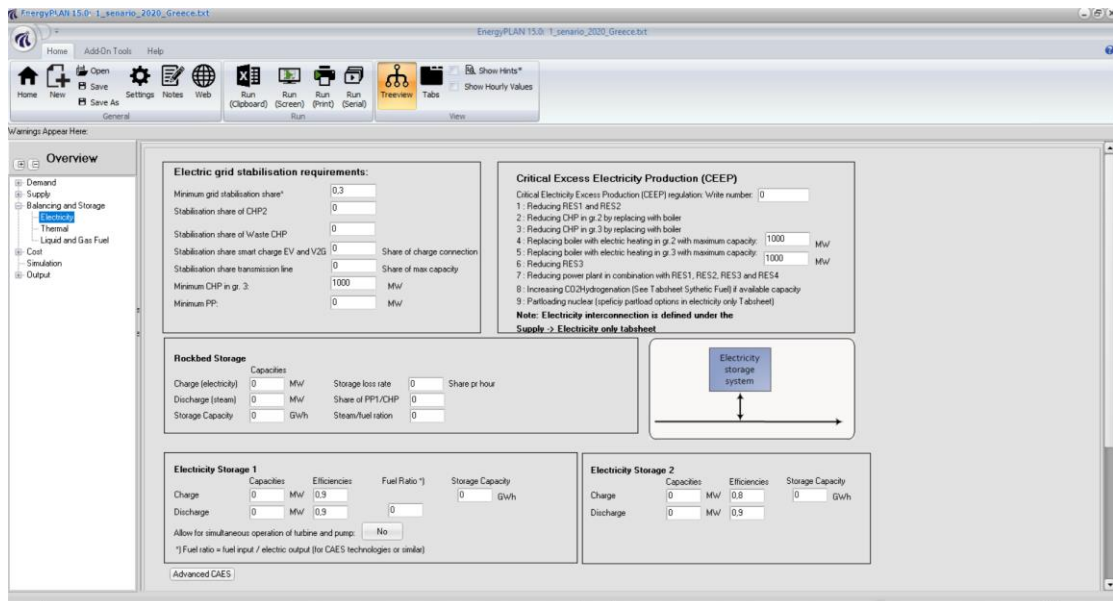 EnergyPLAN 15.0: 1_senario_2020_Greece.txt
EnergyPLAN 15.0: 1_senario_2020_Greece.txt
Home Add-On Tools Help
Home New Open Save Save As Settings Notes Web Run (Clipboard) Run (Screen) Run (Print) Run (Serial) Treeview Tabs Show Hints* Show Hourly Values
General Run View
Warnings Appear Here:
Overview
Demand
Supply
Balancing and Storage
Electricity
Thermal
Liquid and Gas Fuel
Cost
Simulation
Output
Electric grid stabilisation requirements:
Minimum grid stabilisation share* 0,3
Stabilisation share of CHP2 0
Stabilisation share of Waste CHP 0
Stabilisation share smart charge EV and V2G 0 Share of charge connection
Stabilisation share transmission line 0 Share of max capacity
Minimum CHP in gr. 3: 1000 MW
Minimum PP: 0 MW
Critical Excess Electricity Production (CEEP)
Critical Electricity Excess Production (CEEP) regulation: Write number: 0
1 : Reducing RES1 and RES2
2 : Reducing CHP in gr.2 by replacing with boiler
3 : Reducing CHP in gr.3 by replacing with boiler
4 : Replacing boiler with electric heating in gr.2 with maximum capacity: 1000 MW
5 : Replacing boiler with electric heating in gr.3 with maximum capacity: 1000 MW
6 : Reducing RES3
7 : Reducing power plant in combination with RES1, RES2, RES3 and RES4
8 : Increasing CO2Hydrogenation (See Tabsheet Sythetic Fuel) if available capacity
9 : Partloading nuclear (speficiy partload options in electricity only Tabsheet)
Note: Electricity interconnection is defined under the
Supply -> Electricity only tabsheet
Rockbed Storage
Capacities
Charge (electricity) 0 MW Storage loss rate 0 Share pr hour
Discharge (steam) 0 MW Share of PP1/CHP 0
Storage Capacity 0 GWh Steam/fuel ration 0
Electricity
storage
system
Electricity Storage 1
Capacities Efficiencies Fuel Ratio *) Storage Capacity
Charge 0 MW 0,9 0 GWh
Discharge 0 MW 0,9 0
Allow for simultaneous operation of turbine and pump: No
*) Fuel ratio = fuel input / electric output (for CAES technologies or similar)
Electricity Storage 2
Capacities Efficiencies Storage Capacity
Charge 0 MW 0,8 0 GWh
Discharge 0 MW 0,9
Advanced CAES